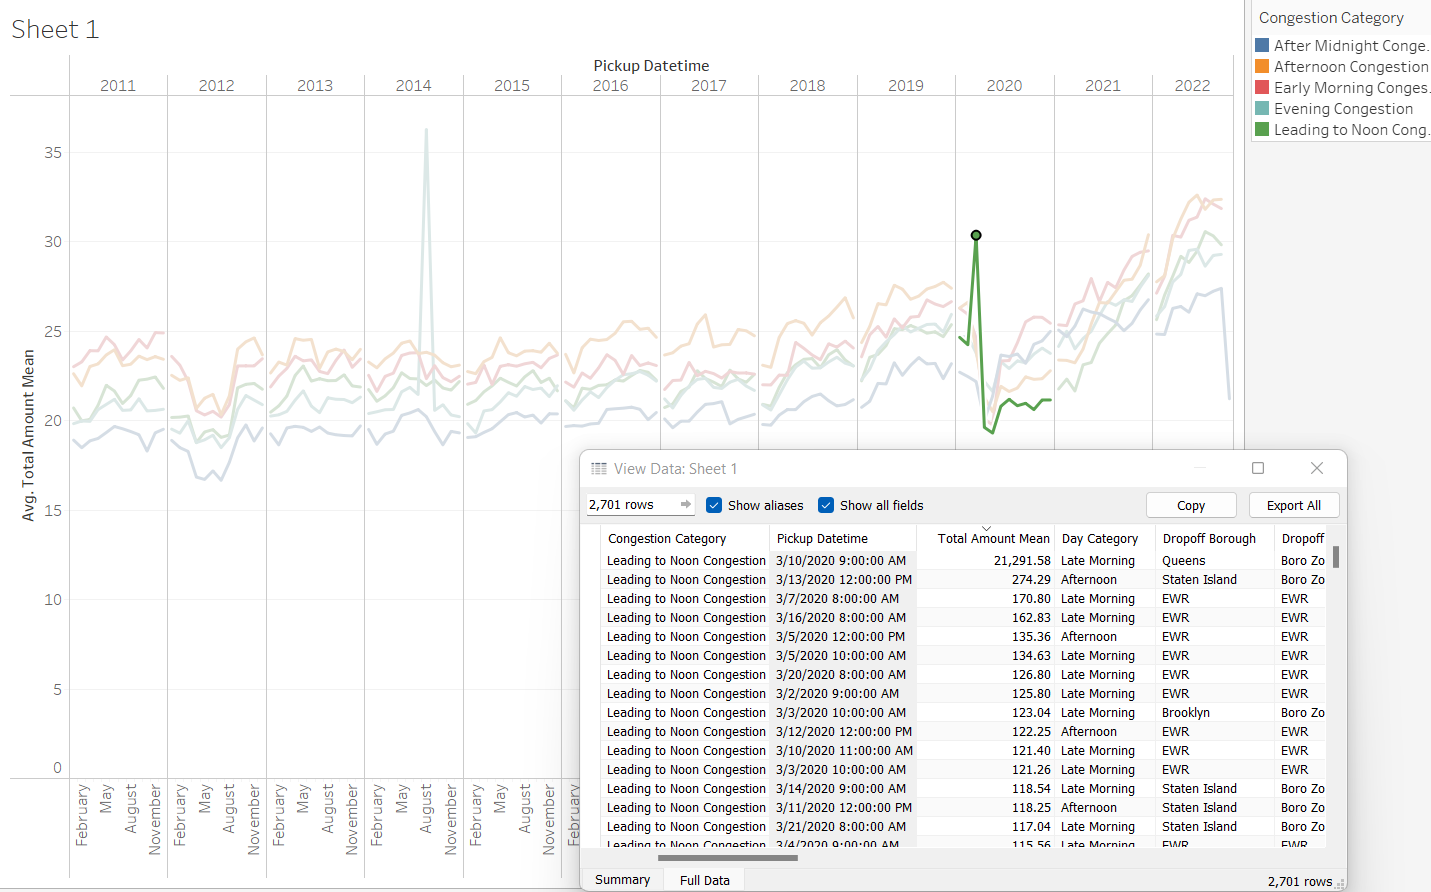 Sheet 1
Pickup Datetime
2011 2012 2013 2014 2015 2016 2017 2018 2019 2020 2021 2022
Avg. Total Amount Mean
35
30
25
20
15
10
5
0
February May August November February May August November February May August November February May August November February May August November February
Congestion Category
After Midnight Conge..
Afternoon Congestion
Early Morning Conges..
Evening Congestion
Leading to Noon Cong..
View Data: Sheet 1
2,701 rows Show aliases Show all fields Copy Export All
Congestion Category Pickup Datetime Total Amount Mean Day Category Dropoff Borough Dropoff
Leading to Noon Congestion 3/10/2020 9:00:00 AM 21,291.58 Late Morning Queens Boro Zo
Leading to Noon Congestion 3/13/2020 12:00:00 PM 274.29 Afternoon Staten Island Boro Zo
Leading to Noon Congestion 3/7/2020 8:00:00 AM 170.80 Late Morning EWR EWR
Leading to Noon Congestion 3/16/2020 8:00:00 AM 162.83 Late Morning EWR EWR
Leading to Noon Congestion 3/5/2020 12:00:00 PM 135.36 Afternoon EWR EWR
Leading to Noon Congestion 3/5/2020 10:00:00 AM 134.63 Late Morning EWR EWR
Leading to Noon Congestion 3/20/2020 8:00:00 AM 126.80 Late Morning EWR EWR
Leading to Noon Congestion 3/2/2020 9:00:00 AM 125.80 Late Morning EWR EWR
Leading to Noon Congestion 3/3/2020 10:00:00 AM 123.04 Late Morning Brooklyn Boro Zo
Leading to Noon Congestion 3/12/2020 12:00:00 PM 122.25 Afternoon EWR EWR
Leading to Noon Congestion 3/10/2020 11:00:00 AM 121.40 Late Morning EWR EWR
Leading to Noon Congestion 3/3/2020 10:00:00 AM 121.26 Late Morning EWR EWR
Leading to Noon Congestion 3/14/2020 9:00:00 AM 118.54 Late Morning Staten Island Boro Zo
Leading to Noon Congestion 3/11/2020 12:00:00 PM 118.25 Afternoon Staten Island Boro Zo
Leading to Noon Congestion 3/21/2020 8:00:00 AM 117.04 Late Morning Staten Island Boro Zo
Leading to Noon Congestion 3/4/2020 9:00:00 AM 115.56 Late Morning EWR EWR
Summary Full Data 2,701 rows